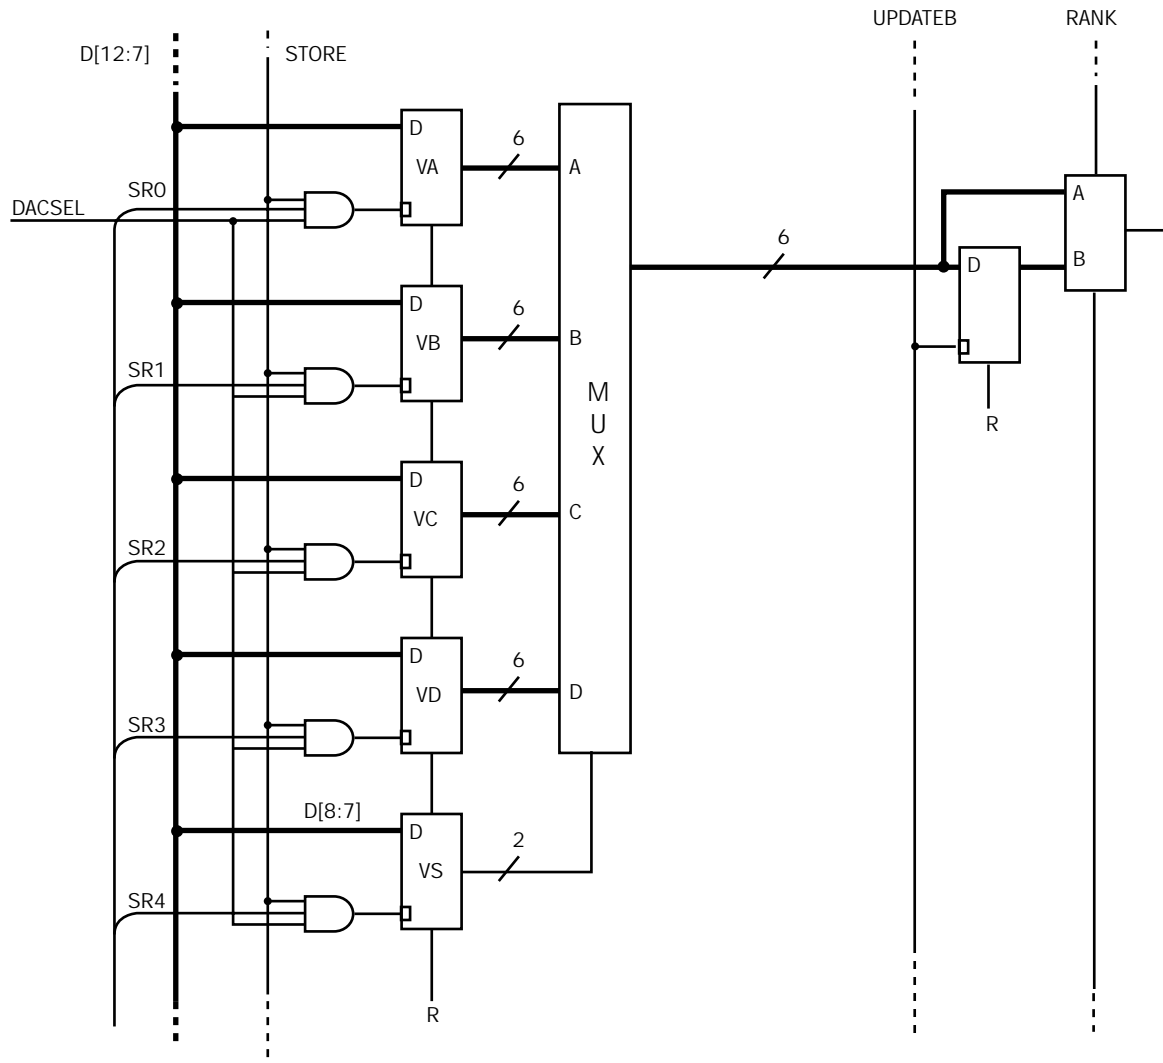 UPDATEB
RANK
D[12:7]
STORE
D
6
VA
A
SR0
DACSEL
A
6
B
D
D
6
VB
B
SR1
M
U
X
R
D
6
VC
C
SR2
D
6
VD
D
SR3
D[8:7]
D
2
VS
SR4
R